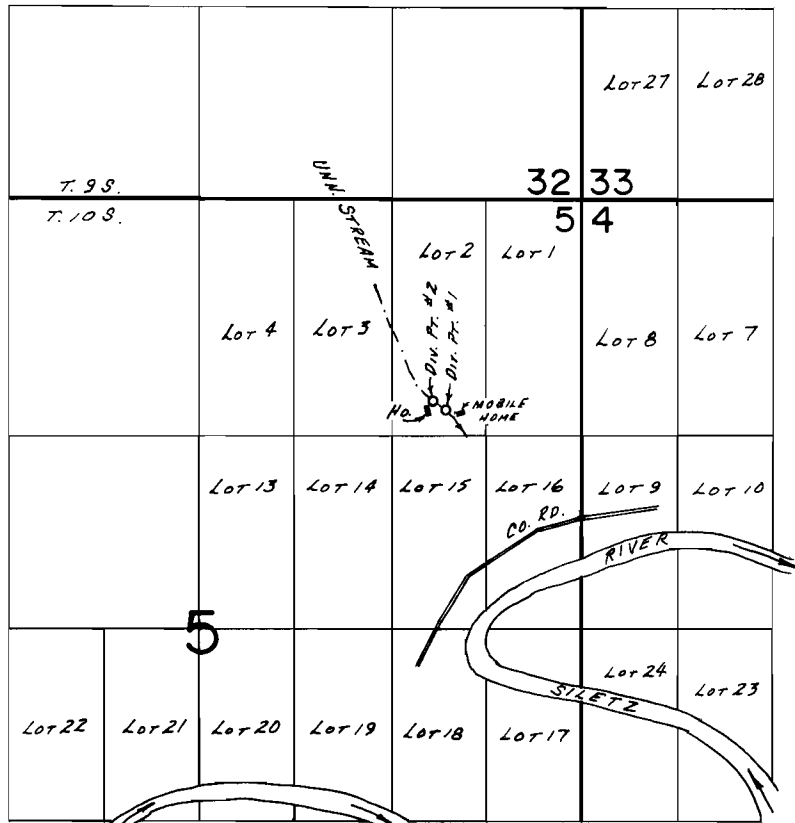 LOT 27 LOT 28
T. 9 S. 32 33
T. 10 S. 5 4
UNN. STREAM
LOT 2 LOT 1
DIV. PT. #2
DIV. PT. #1
LOT 4 LOT 3 LOT 8 LOT 7
HO. MOBILE
HOME
LOT 13 LOT 14 LOT 15 LOT 16 LOT 9 LOT 10
CO. RD.
RIVER
5
LOT 24
SILETZ
LOT 23
LOT 22 LOT 21 LOT 20 LOT 19 LOT 18 LOT 17